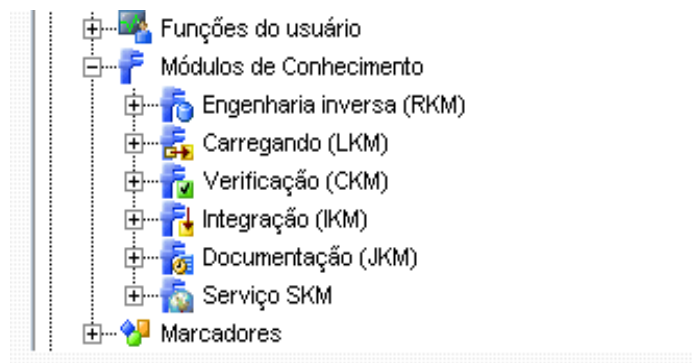 Funções do usuário
Módulos de Conhecimento
Engenharia inversa (RKM)
Carregando (LKM)
Verificação (CKM)
Integração (IKM)
Documentação (JKM)
Serviço SKM
Marcadores